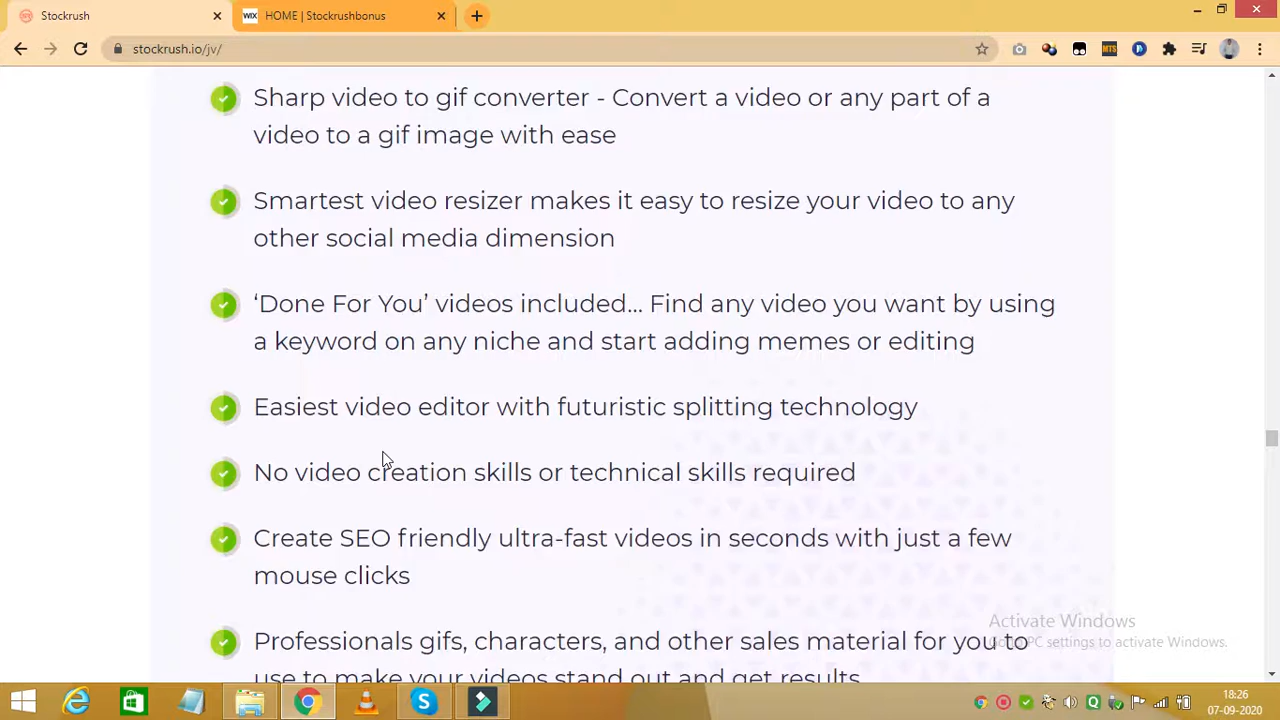 Stockrush
WIX HOME | Stockrushbonus
stockrush.io/jv/
MTS
Sharp video to gif converter - Convert a video or any part of a
video to a gif image with ease
Smartest video resizer makes it easy to resize your video to any
other social media dimension
‘Done For You’ videos included... Find any video you want by using
a keyword on any niche and start adding memes or editing
Easiest video editor with futuristic splitting technology
No video creation skills or technical skills required
Create SEO friendly ultra-fast videos in seconds with just a few
mouse clicks
Activate Windows
Go to PC settings to activate Windows.
Professionals gifs, characters, and other sales material for you to
use to make your videos stand out and get results
18:26
07-09-2020